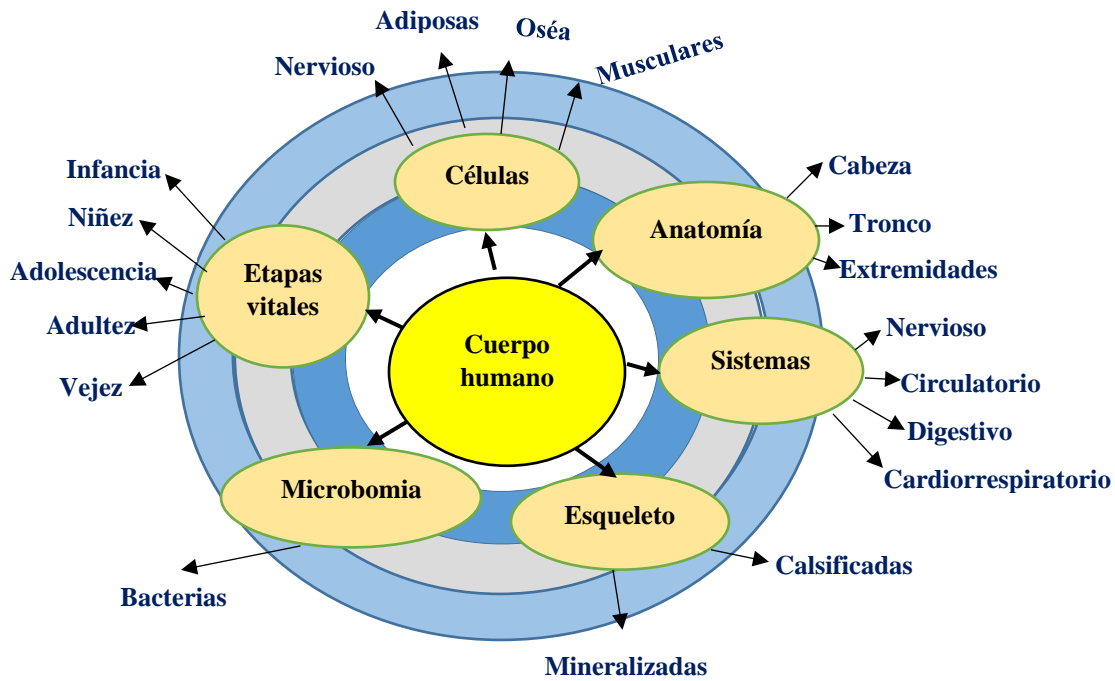 Adiposas
Oséa
Musculares
Nervioso
Células
Infancia
Niñez
Adolescencia
Adultez
Vejez
Etapas
vitales
Anatomía
Cabeza
Tronco
Extremidades
Cuerpo
humano
Sistemas
Nervioso
Circulatorio
Digestivo
Cardiorrespiratorio
Microbomia
Bacterias
Esqueleto
Calsificadas
Mineralizadas